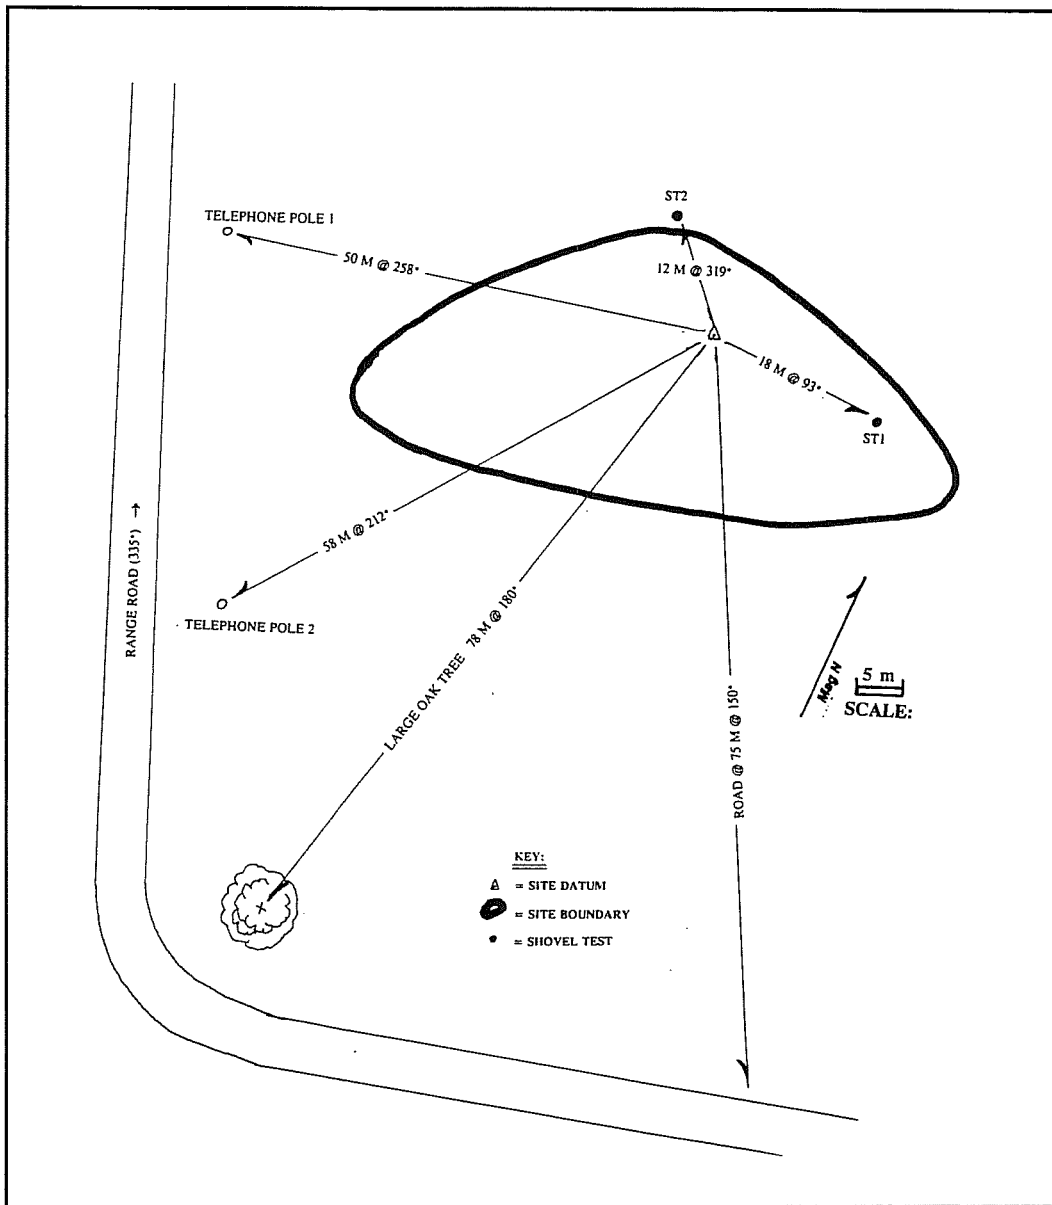 ST2
TELEPHONE POLE 1
50 M @ 258°
12 M @ 319°
18 M @ 93°
ST1
RANGE ROAD (335°) →
58 M @ 212°
TELEPHONE POLE 2
LARGE OAK TREE 78 M @ 180°
ROAD @ 75 M @ 150°
Mag N
5 m
SCALE:
KEY:
= SITE DATUM
= SITE BOUNDARY
= SHOVEL TEST